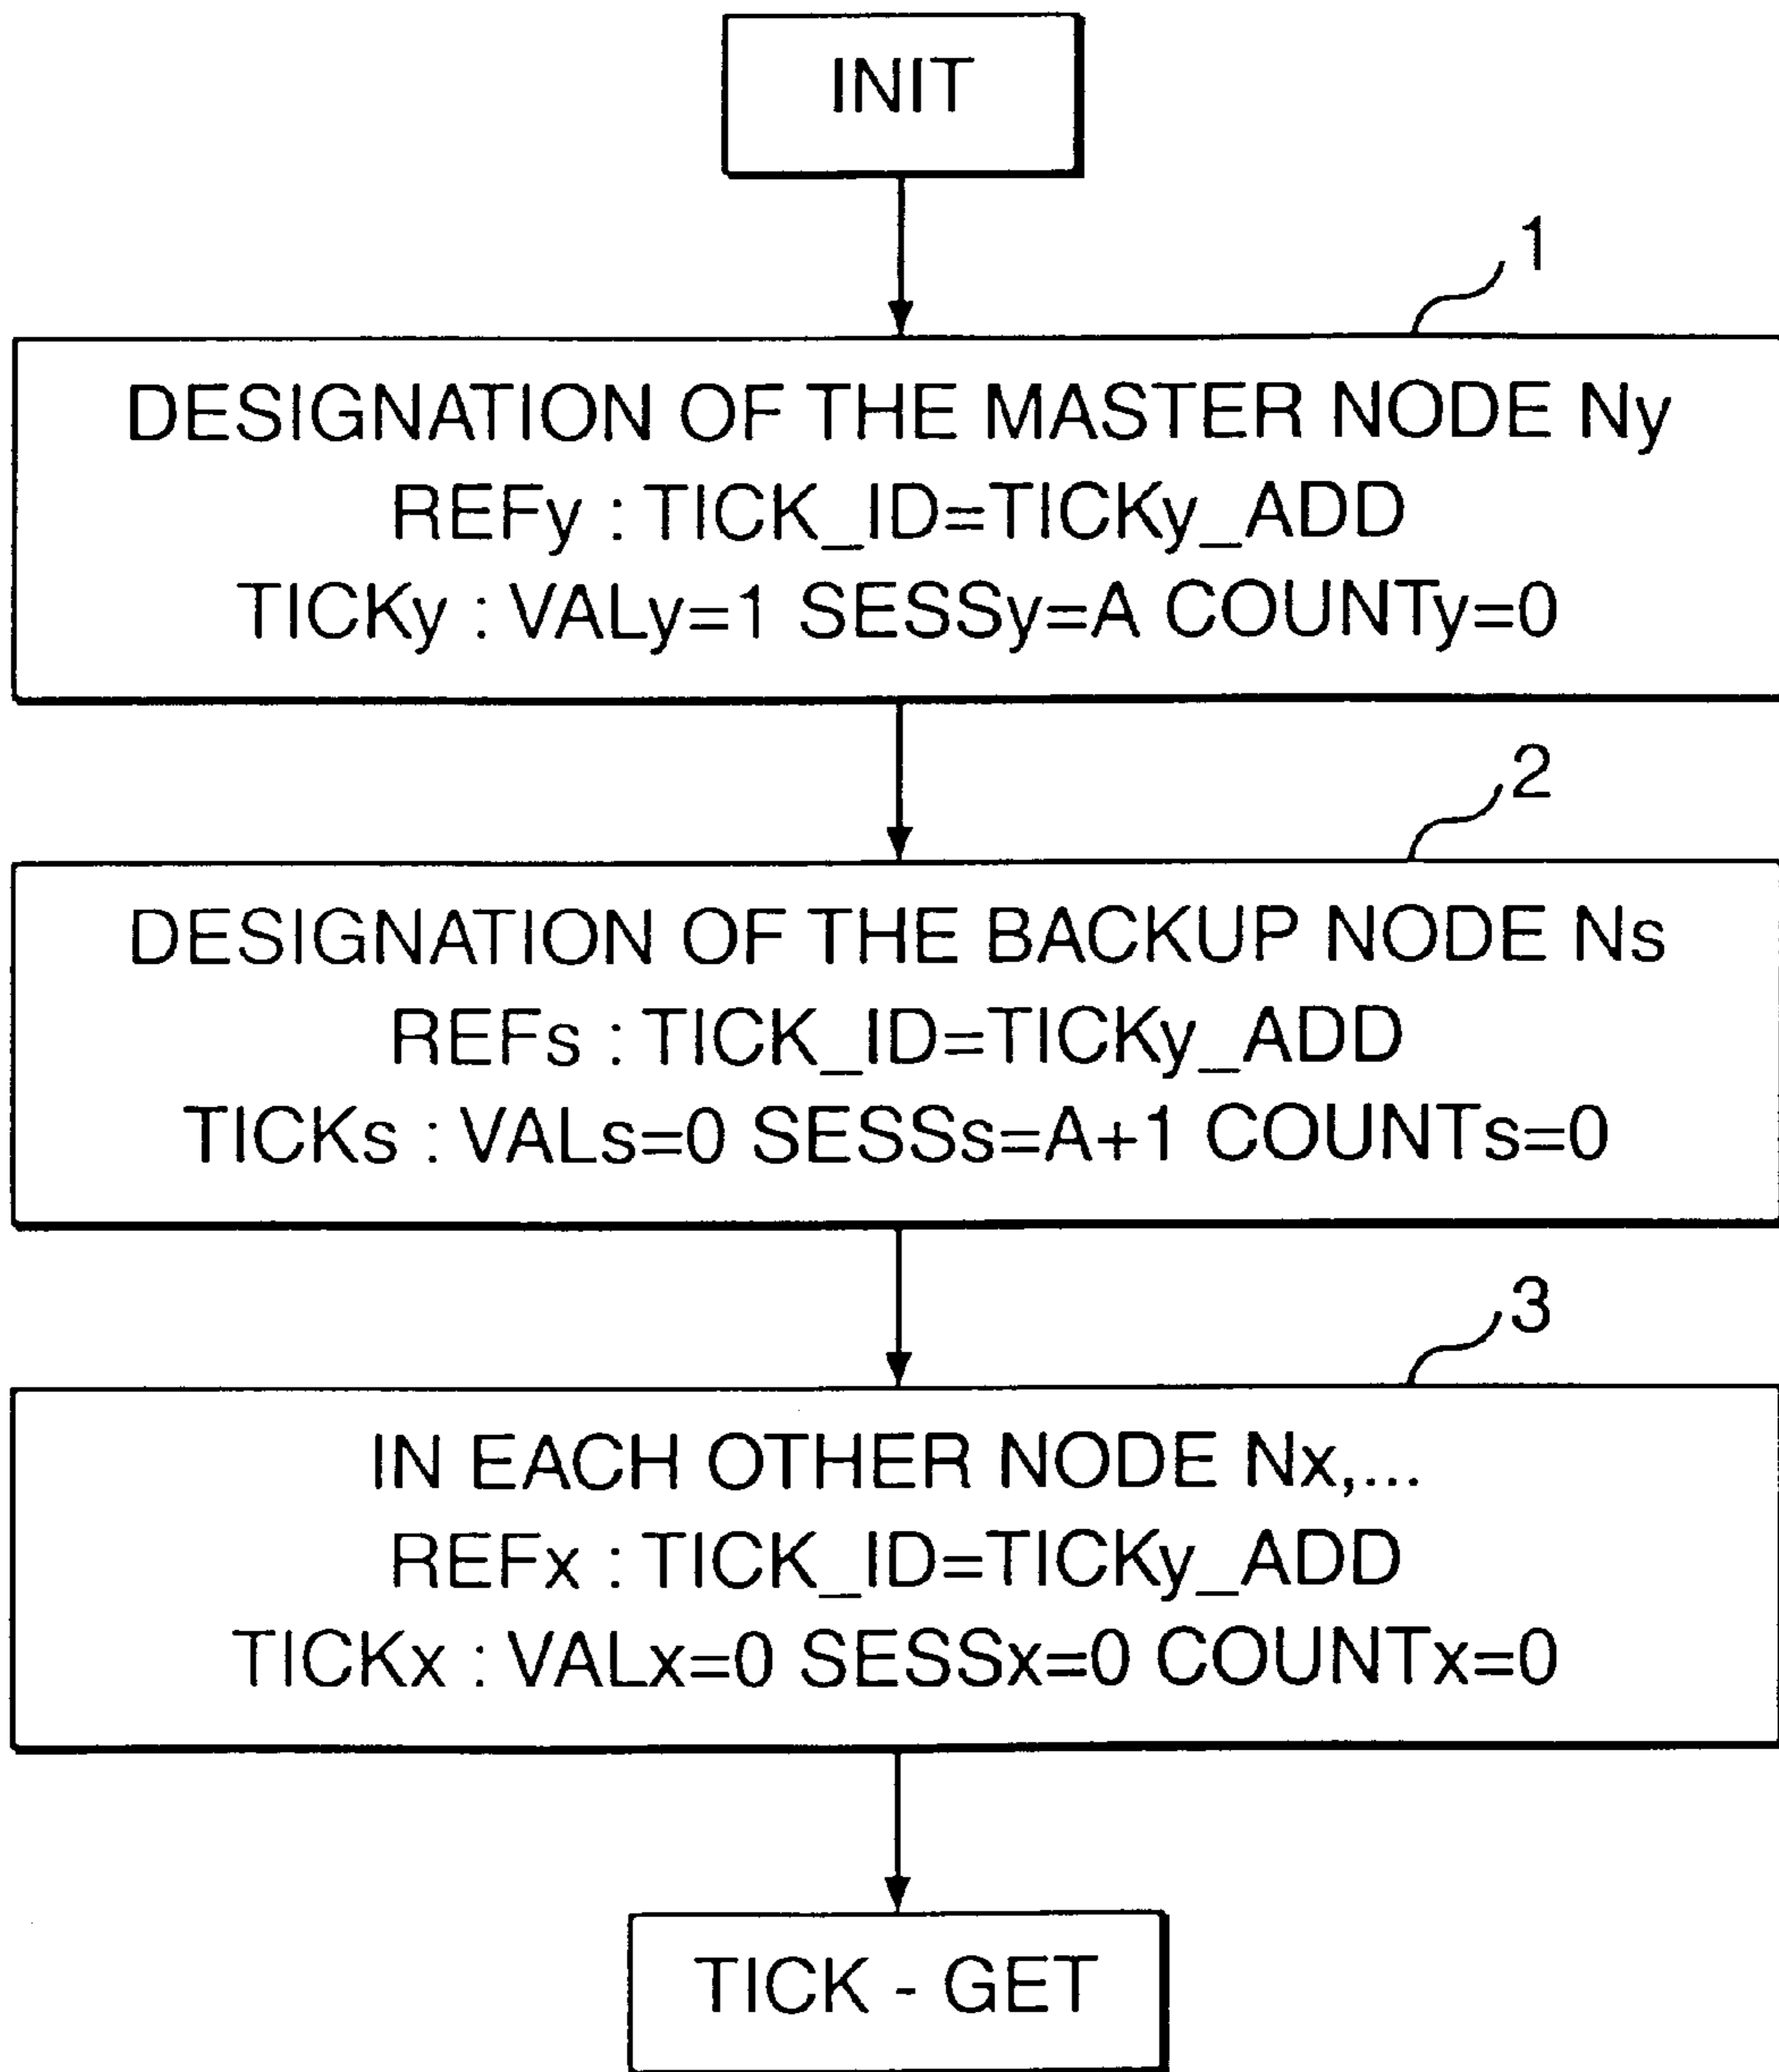 INIT
1
DESIGNATION OF THE MASTER NODE Ny
REFy : TICK_ID=TICKy_ADD
TICKy : VALy=1 SESSy=A COUNTy=0
2
DESIGNATION OF THE BACKUP NODE Ns
REFs : TICK_ID=TICKy_ADD
TICKs : VALs=0 SESSs=A+1 COUNTs=0
3
IN EACH OTHER NODE Nx,...
REFx : TICK_ID=TICKy_ADD
TICKx : VALx=0 SESSx=0 COUNTx=0
TICK - GET